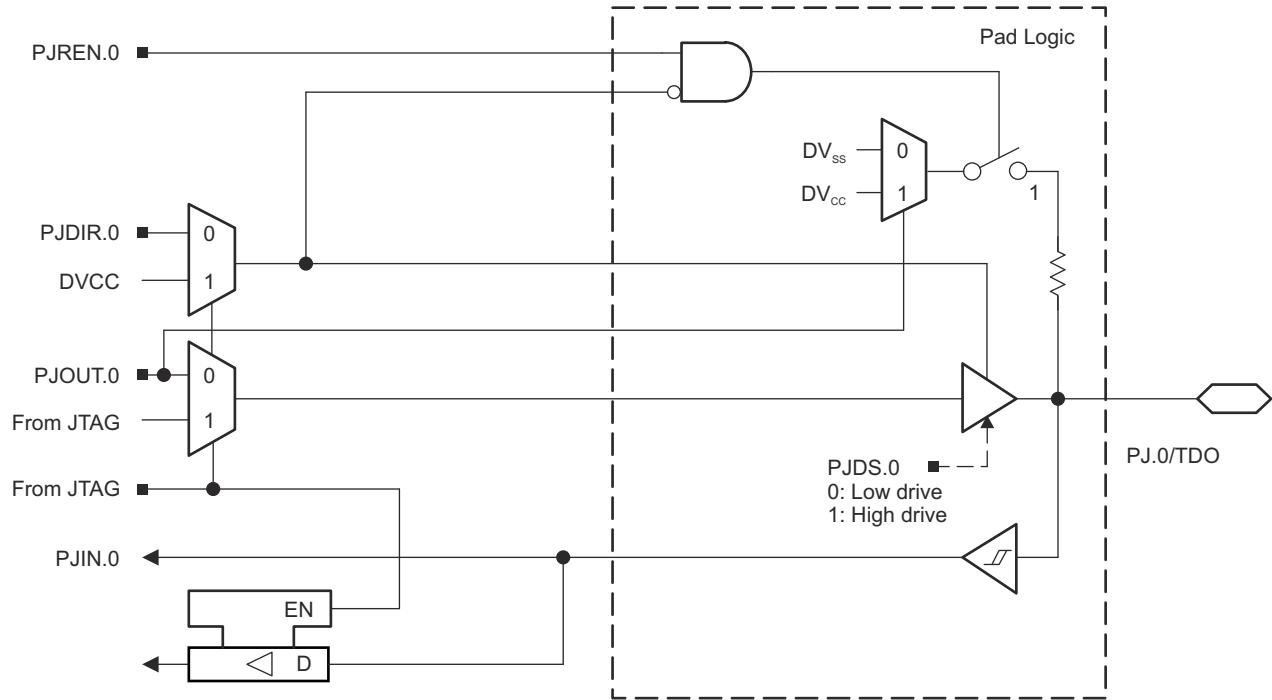 Pad Logic
PJREN.0
DVSS
0
DVCC
1
1
PJDIR.0
0
DVCC
1
PJOUT.0
0
From JTAG
1
From JTAG
PJDS.0
0: Low drive
1: High drive
PJ.0/TDO
PJIN.0
EN
D